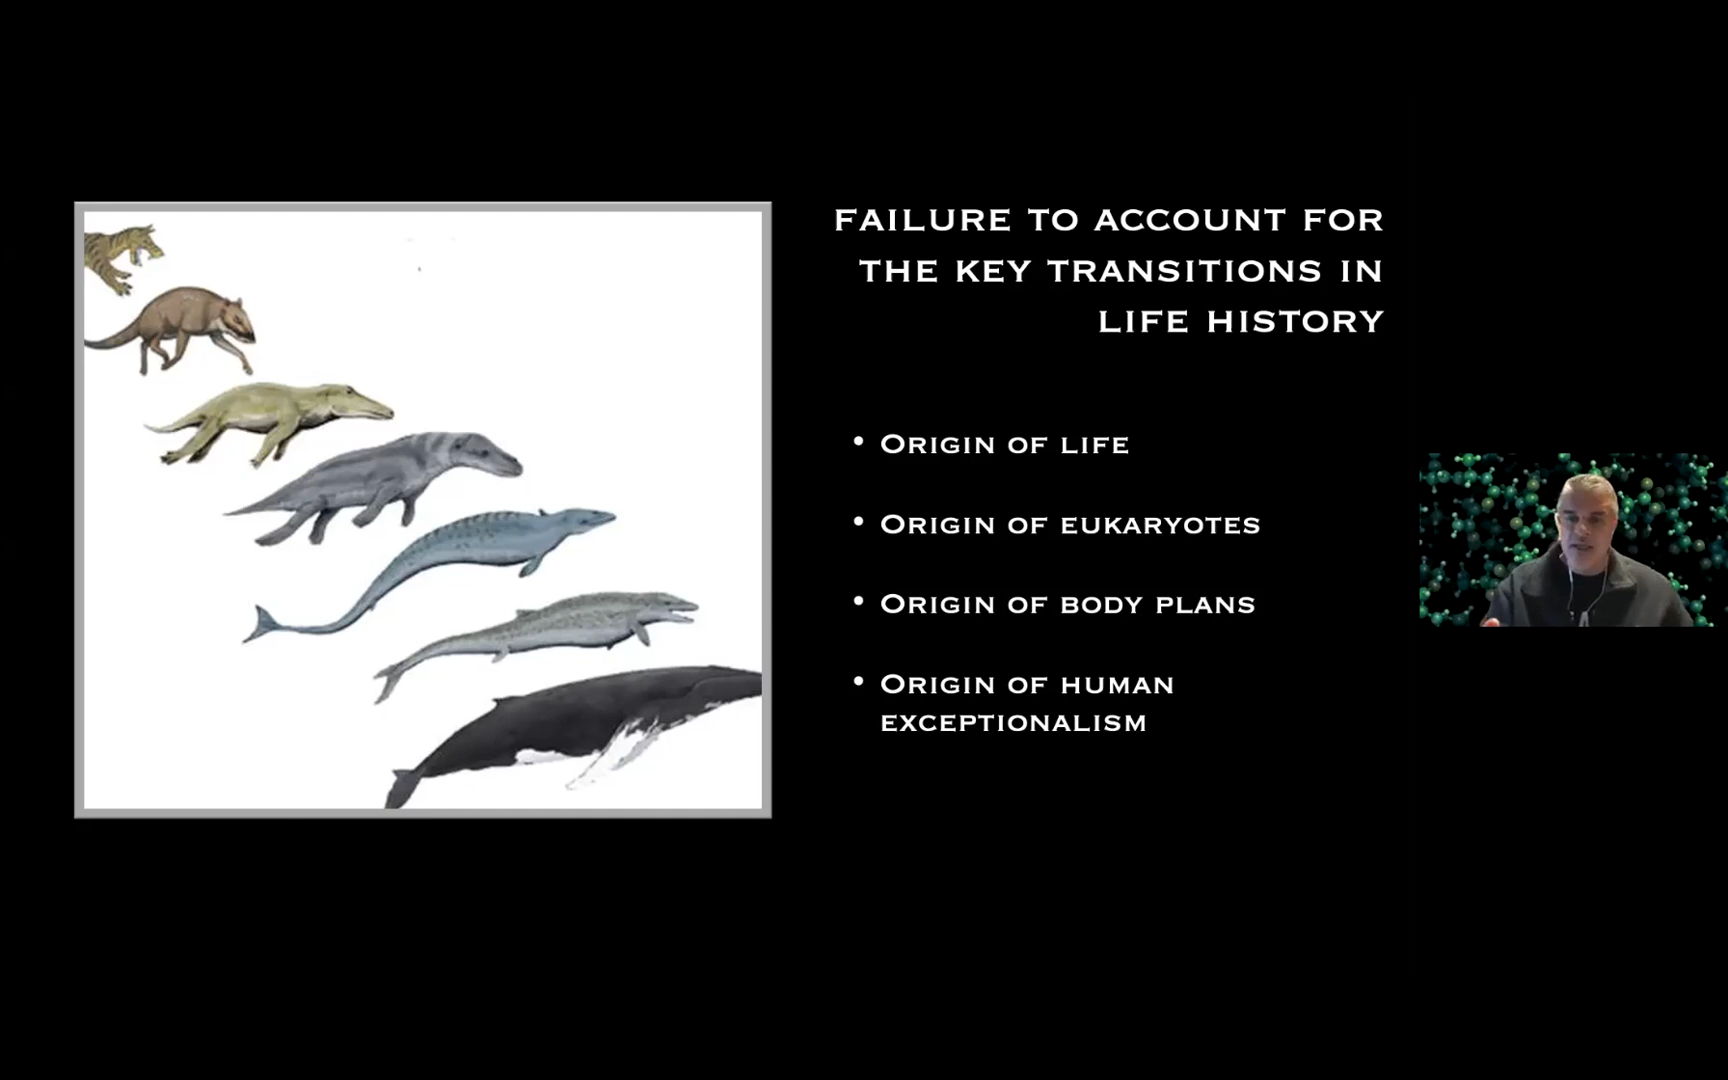 FAILURE TO ACCOUNT FOR
THE KEY TRANSITIONS IN
LIFE HISTORY
• ORIGIN OF LIFE
• ORIGIN OF EUKARYOTES
• ORIGIN OF BODY PLANS
• ORIGIN OF HUMAN
EXCEPTIONALISM